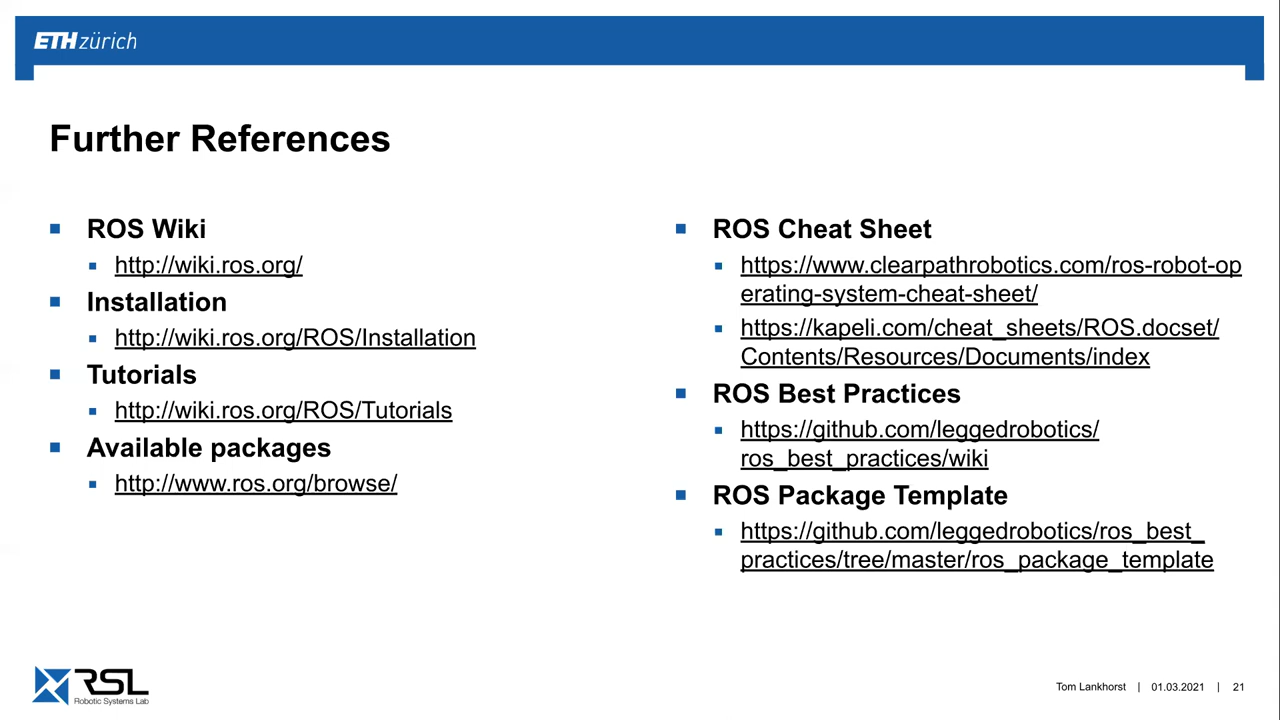 ETH zürich
Further References
ROS Wiki
http://wiki.ros.org/
Installation
http://wiki.ros.org/ROS/Installation
Tutorials
http://wiki.ros.org/ROS/Tutorials
Available packages
http://www.ros.org/browse/
ROS Cheat Sheet
https://www.clearpathrobotics.com/ros-robot-op
erating-system-cheat-sheet/
https://kapeli.com/cheat_sheets/ROS.docset/
Contents/Resources/Documents/index
ROS Best Practices
https://github.com/leggedrobotics/
ros_best_practices/wiki
ROS Package Template
https://github.com/leggedrobotics/ros_best_
practices/tree/master/ros_package_template
RSL
Robotic Systems Lab
Tom Lankhorst | 01.03.2021 | 21